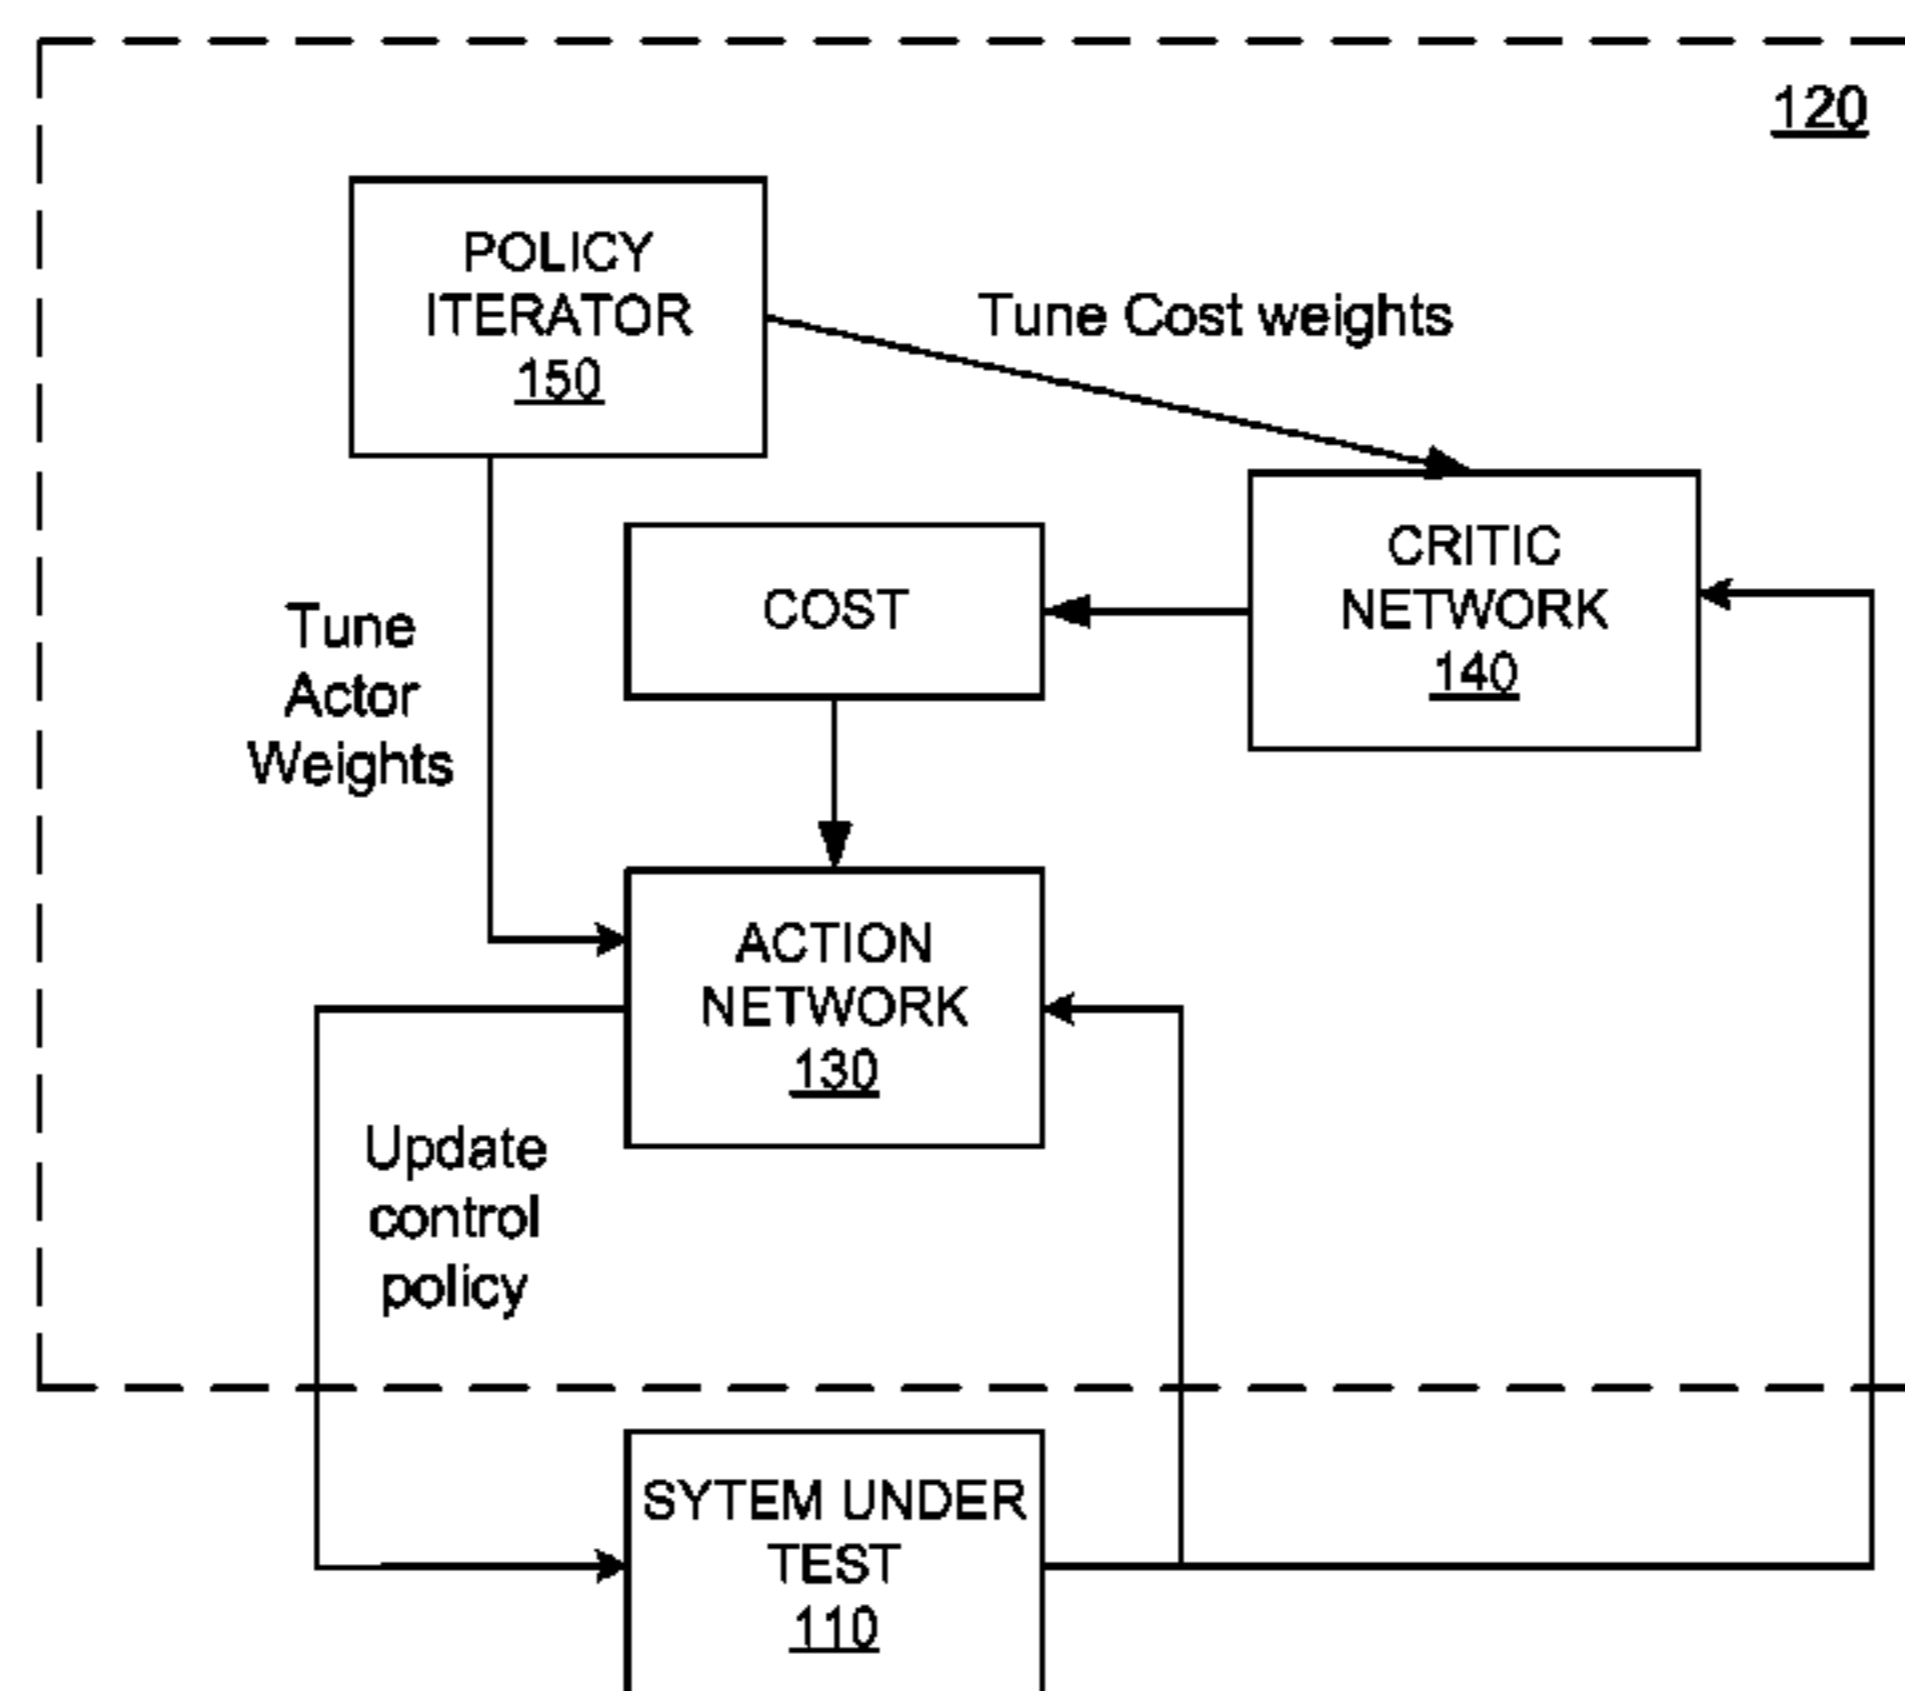 120
POLICY
ITERATOR
150
Tune Cost weights
CRITIC
NETWORK
140
COST
Tune
Actor
Weights
ACTION
NETWORK
130
Update
control
policy
SYTEM UNDER
TEST
110